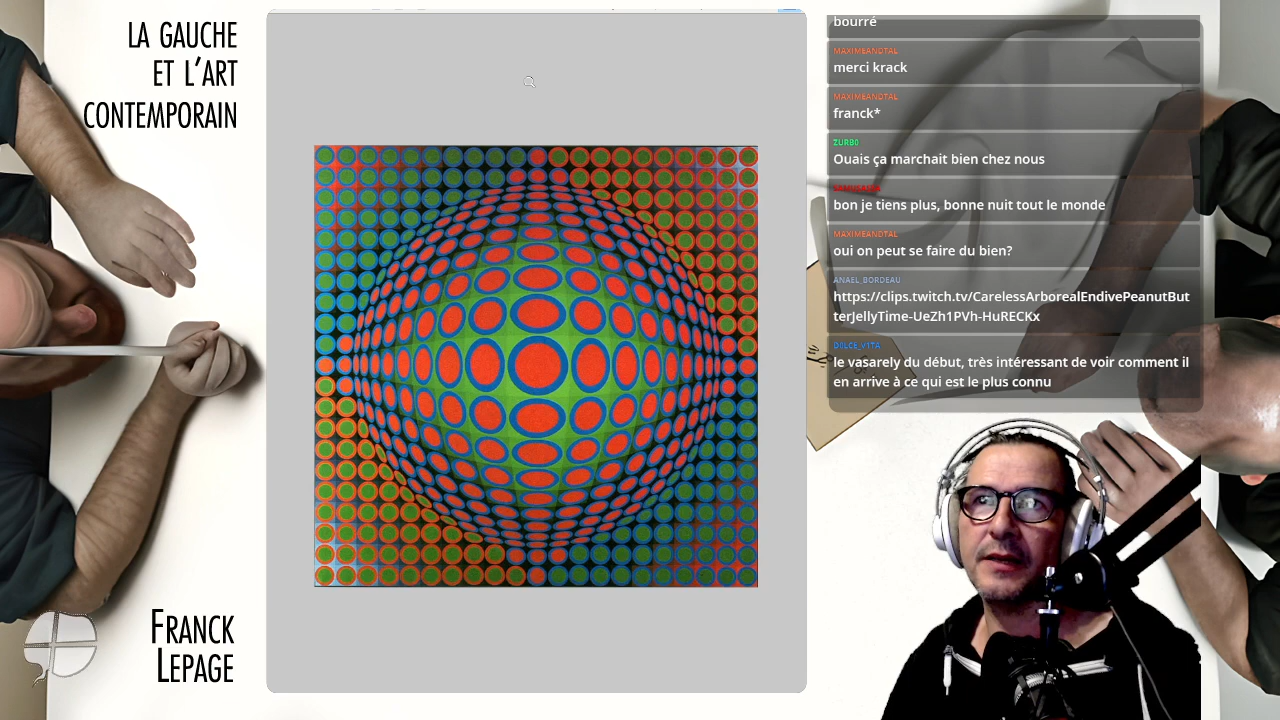 LA GAUCHE
ET L'ART
CONTEMPORAIN
FRANCK
LEPAGE
bourré
MAXIMEANDTAL
merci krack
MAXIMEANDTAL
franck*
ZURB0
Ouais ça marchait bien chez nous
bon je tiens plus, bonne nuit tout le monde
MAXIMEANDTAL
oui on peut se faire du bien?
ANAEL_BORDEAU
https://clips.twitch.tv/CarelessArborealEndivePeanutBut
terJellyTime-UeZh1PVh-HuRECKx
D0LCE_V1TA
le vasarely du début, très intéressant de voir comment il
en arrive à ce qui est le plus connu